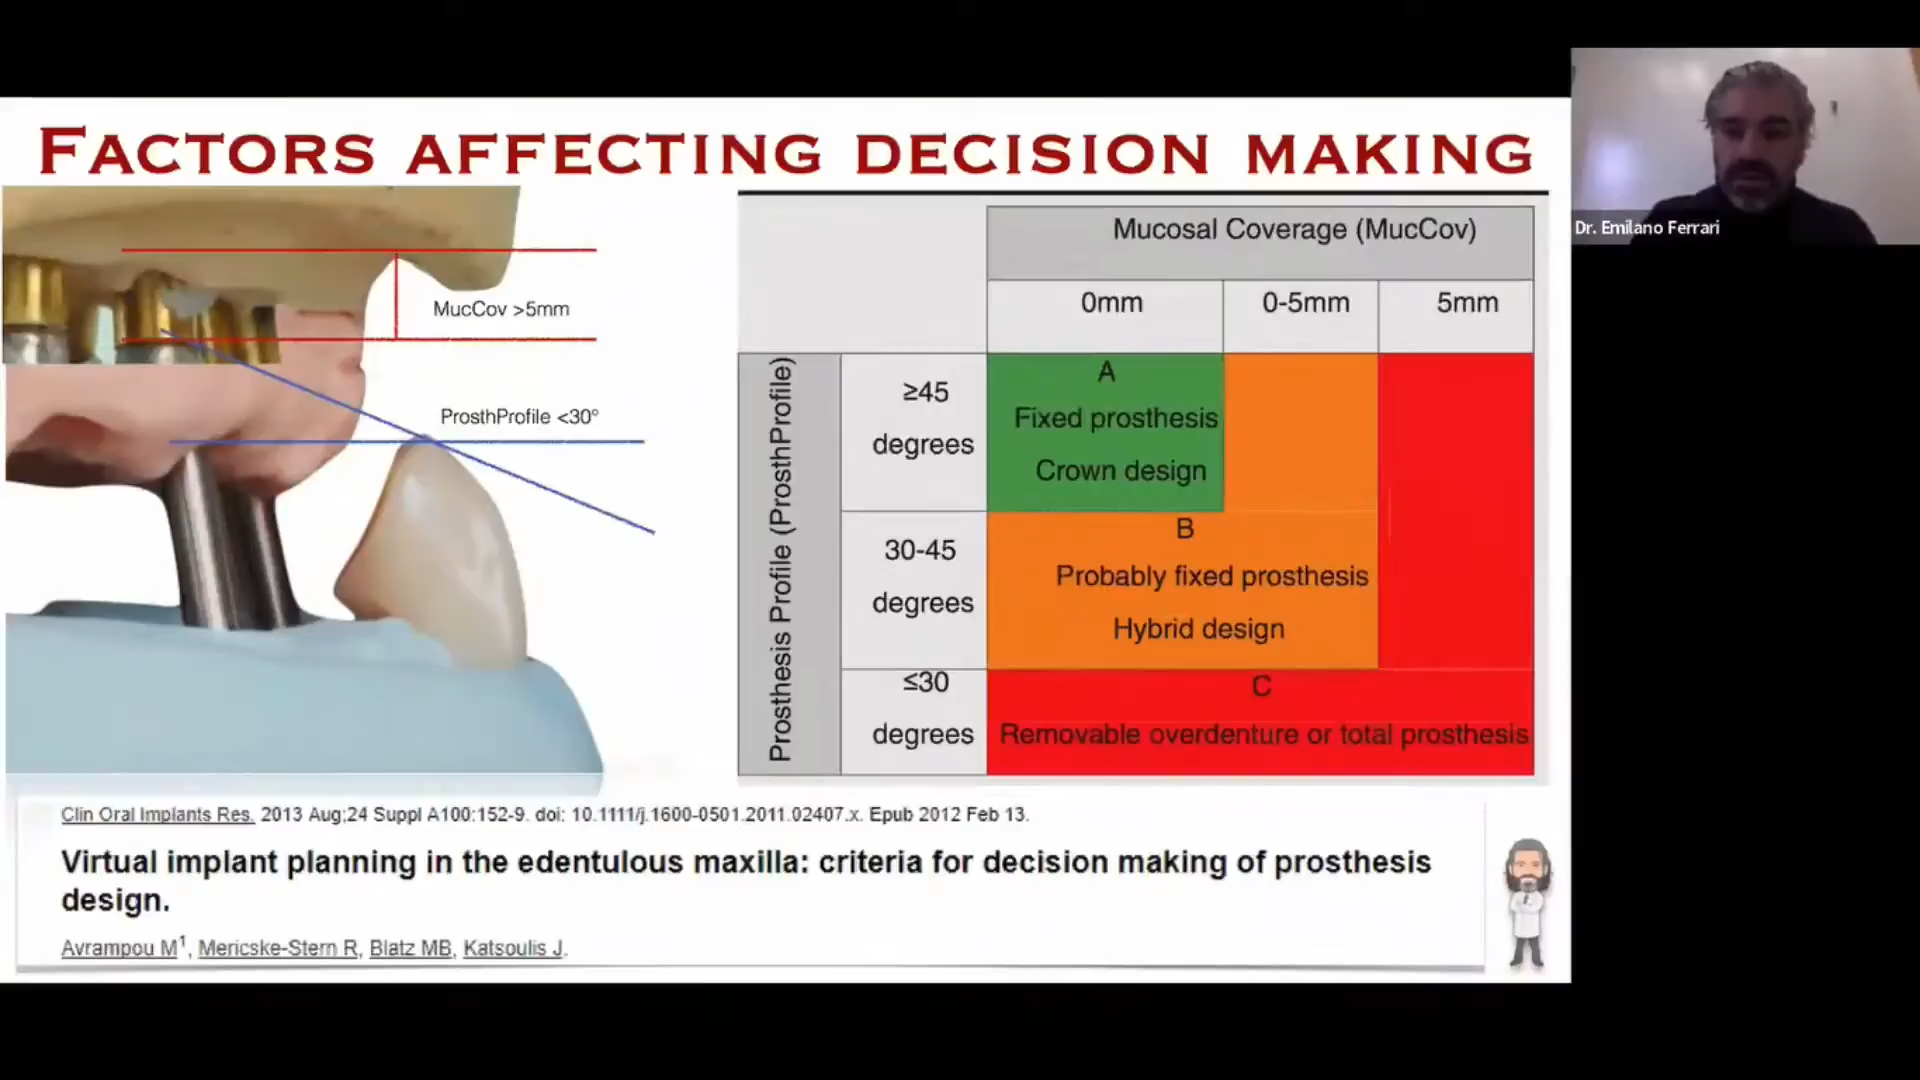 FACTORS AFFECTING DECISION MAKING
MucCov >5mm
ProsthProfile <30°
Mucosal Coverage (MucCov)
0mm
0-5mm
5mm
Prosthesis Profile (ProsthProfile)
≥45
degrees
A
Fixed prosthesis
Crown design
30-45
degrees
B
Probably fixed prosthesis
Hybrid design
≤30
degrees
C
Removable overdenture or total prosthesis
Clin Oral Implants Res. 2013 Aug;24 Suppl A100:152-9. doi: 10.1111/j.1600-0501.2011.02407.x. Epub 2012 Feb 13.
Virtual implant planning in the edentulous maxilla: criteria for decision making of prosthesis
design.
Avrampou M1, Mericske-Stern R, Blatz MB, Katsoulis J.
Dr. Emilano Ferrari